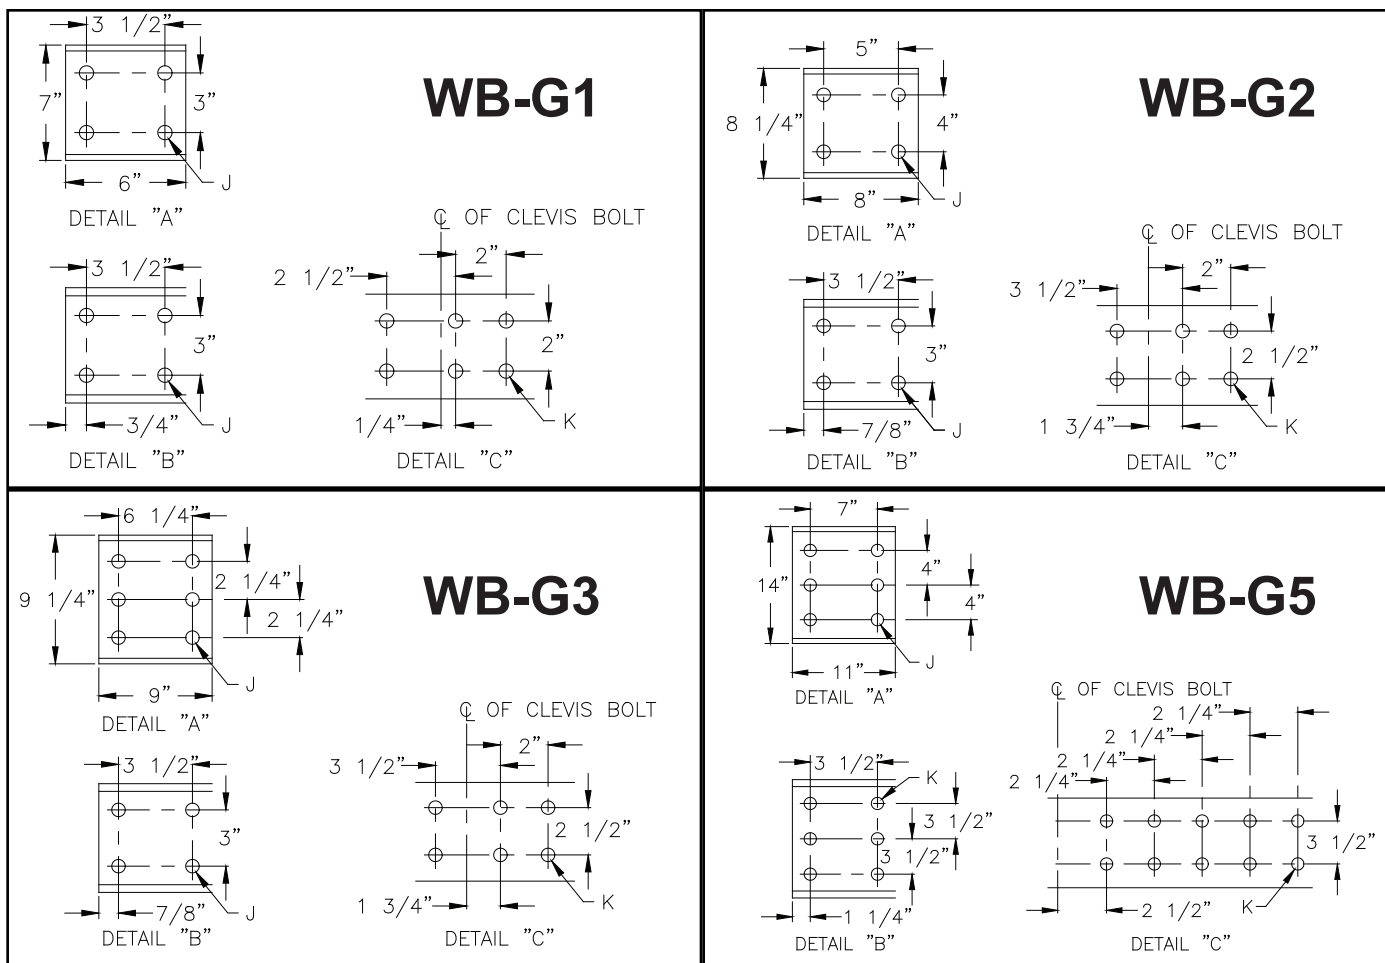 3 1/2”
7”
3”
6”
J
DETAIL ”A”
WB-G1
3 1/2”
3”
3/4”
J
DETAIL ”B”
℄ OF CLEVIS BOLT
2”
2 1/2”
2”
1/4”
K
DETAIL ”C”
5”
8 1/4”
4”
8”
J
DETAIL ”A”
WB-G2
3 1/2”
3”
7/8”
J
DETAIL ”B”
℄ OF CLEVIS BOLT
2”
3 1/2”
2 1/2”
1 3/4”
K
DETAIL ”C”
6 1/4”
2 1/4”
9 1/4”
2 1/4”
9”
J
DETAIL ”A”
WB-G3
3 1/2”
3”
7/8”
J
DETAIL ”B”
℄ OF CLEVIS BOLT
2”
3 1/2”
2 1/2”
1 3/4”
K
DETAIL ”C”
7”
14”
4”
4”
11”
J
DETAIL ”A”
WB-G5
3 1/2”
K
3 1/2”
3 1/2”
1 1/4”
DETAIL ”B”
℄ OF CLEVIS BOLT
2 1/4”
2 1/4”
2 1/4”
2 1/4”
3 1/2”
2 1/2”
K
DETAIL ”C”